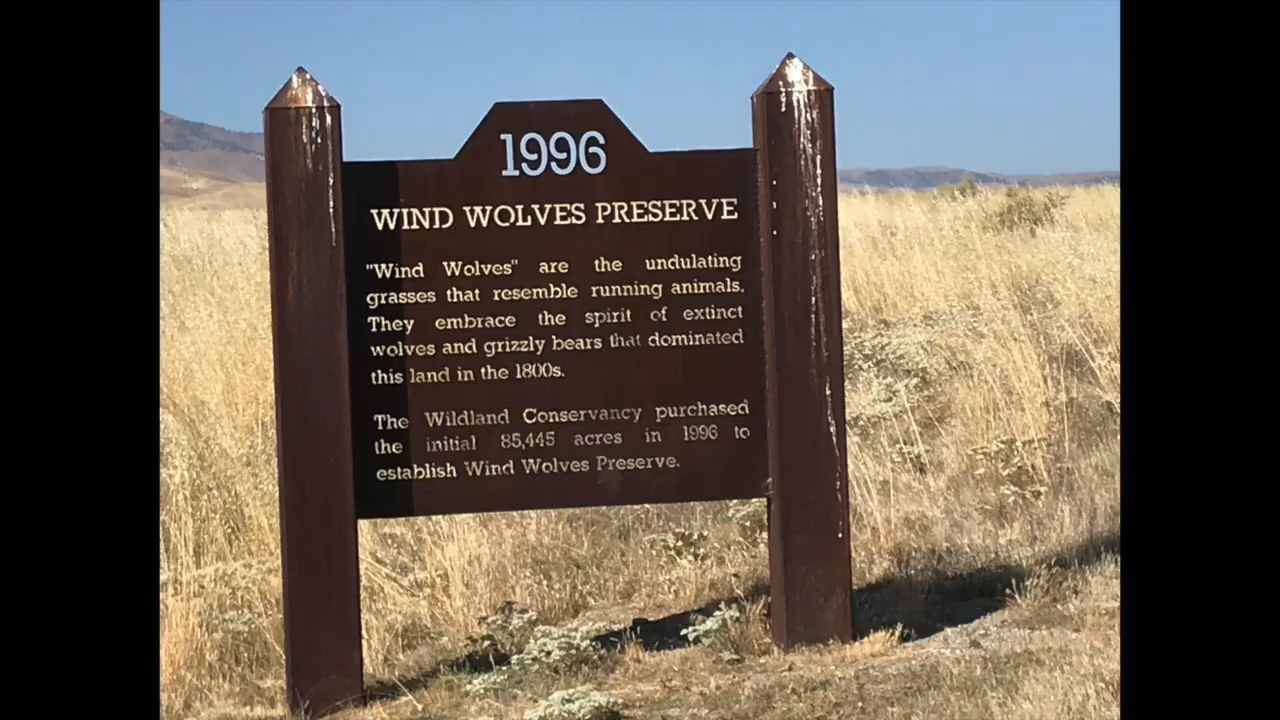 1996
WIND WOLVES PRESERVE
"Wind Wolves" are the undulating
grasses that resemble running animals.
They embrace the spirit of extinct
wolves and grizzly bears that dominated
this land in the 1800s.
The Wildland Conservancy purchased
the initial 85,445 acres in 1996 to
establish Wind Wolves Preserve.